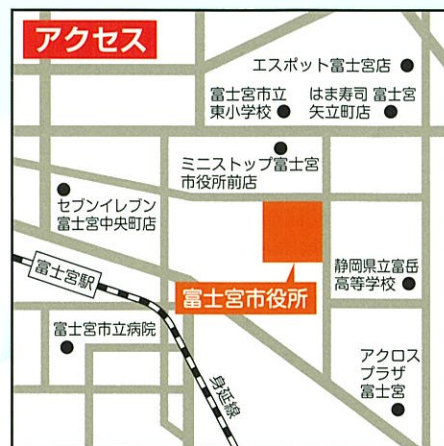 アクセス
エスポット富士宮店
富士宮市立
東小学校
はま寿司 富士宮
矢立町店
ミニストップ富士宮
市役所前店
セブンイレブン
富士宮中央町店
富士宮駅
静岡県立富岳
高等学校
富士宮市役所
富士宮市立病院
身延線
アクロス
プラザ
富士宮